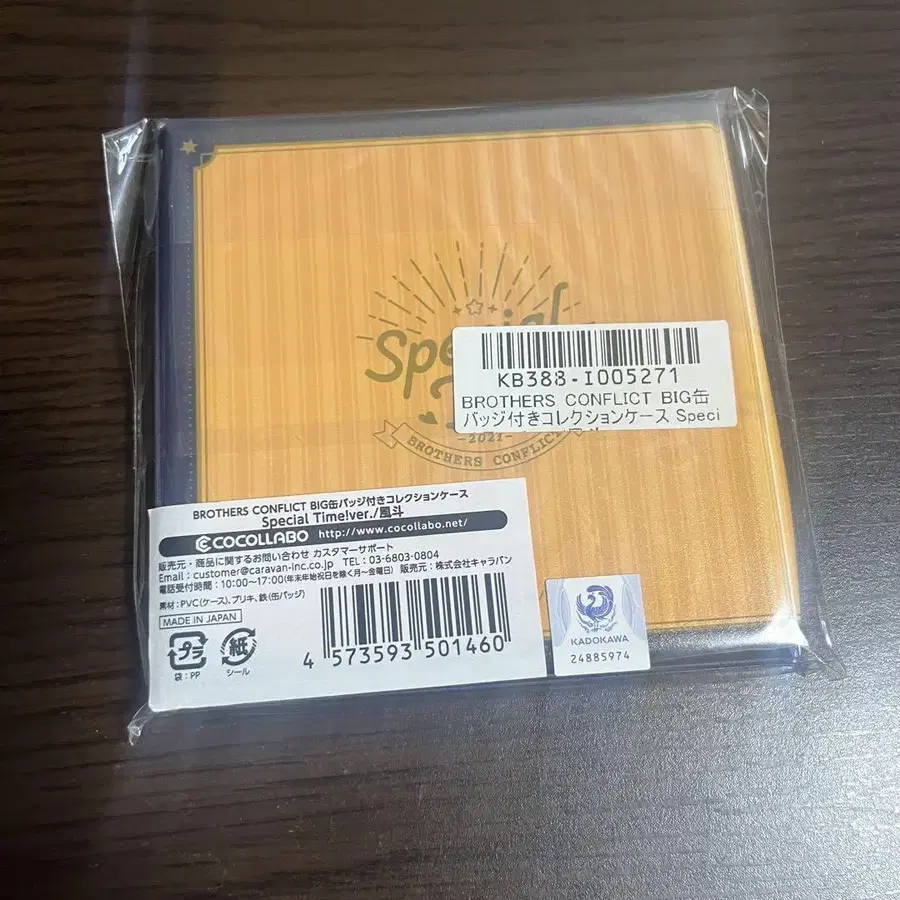 Special
-2021-
BROTHERS CONFLICT
KB388-I005271
BROTHERS CONFLICT BIG缶
バッジ付きコレクションケース Speci
BROTHERS CONFLICT BIG缶バッジ付きコレクションケース
Special Time!ver./風斗
COCOLLABO http://www.cocollabo.net/
販売元・商品に関するお問い合わせ カスタマーサポート
Email:customer@caravan-inc.co.jp TEL:03-6803-0804
電話受付時間:10:00~17:00(年末年始祝日を除く月~金曜日) 販売元:株式会社キャラバン
素材:PVC(ケース)、ブリキ、鉄(缶バッジ)
MADE IN JAPAN
プラ
袋:PP
紙
シール
4 573593 501460
KADOKAWA
24885974